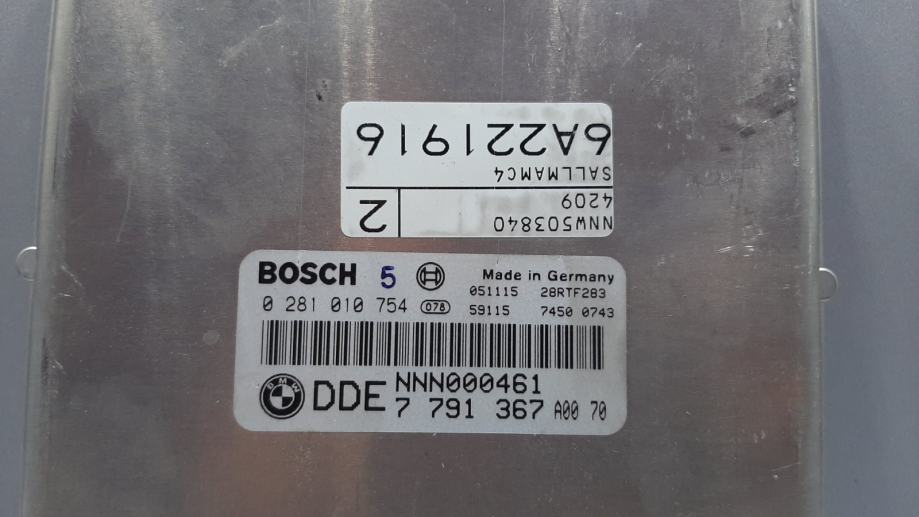 NNW503840
4209
2
SALLMAMC4
6A221916
BOSCH 5 Made in Germany
051115 28RTF283
0 281 010 754 078 59115 7450 0743
BMW DDE NNN000461
7 791 367 A00 70